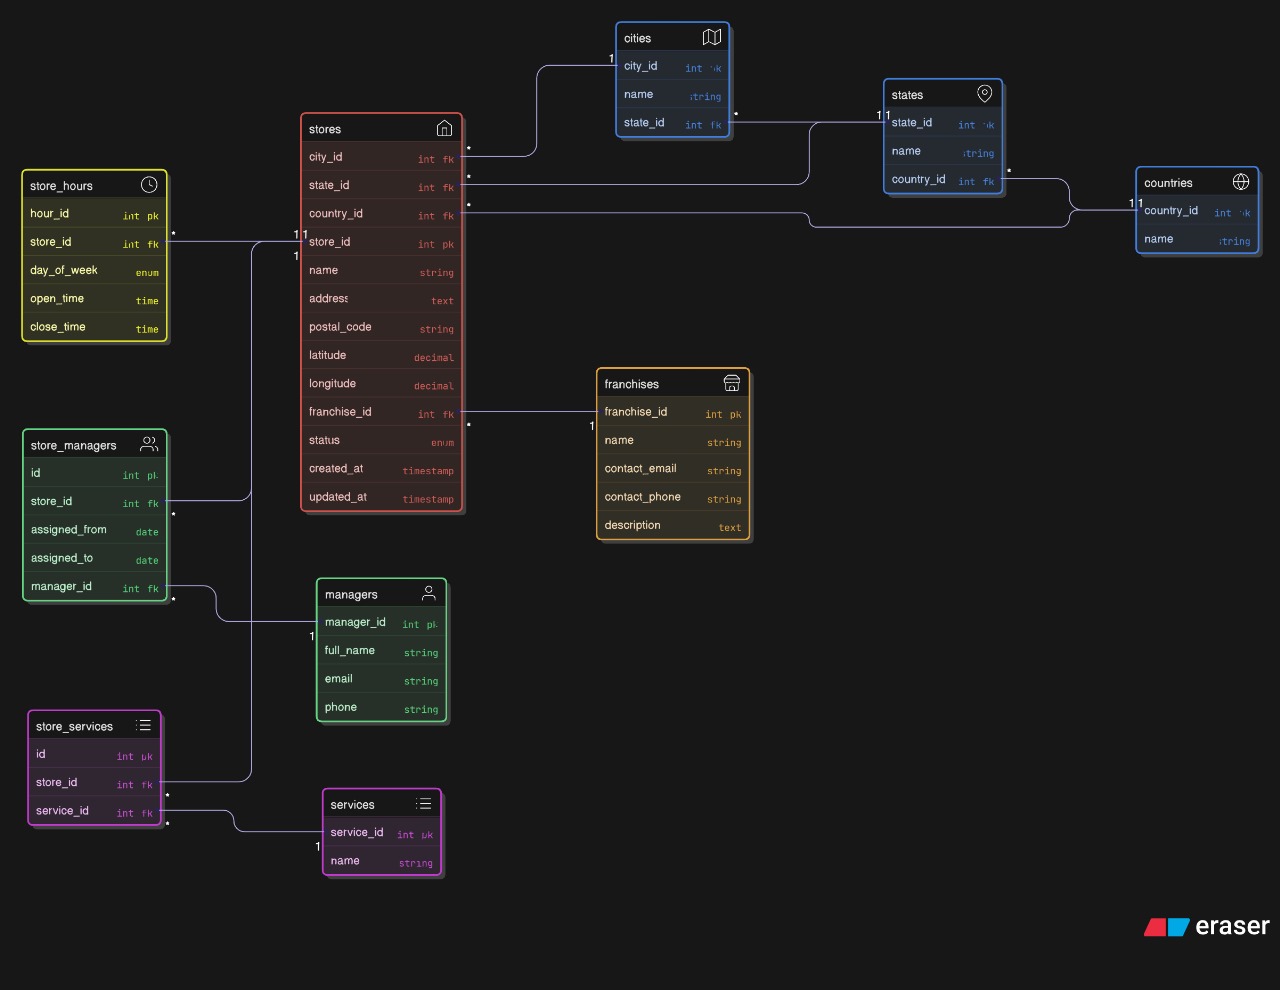 cities
city_id int pk
name string
state_id int fk
states
state_id int pk
name string
country_id int fk
countries
country_id int pk
name string
stores
city_id int fk
state_id int fk
country_id int fk
store_id int pk
name string
address text
postal_code string
latitude decimal
longitude decimal
franchise_id int fk
status enum
created_at timestamp
updated_at timestamp
store_hours
hour_id int pk
store_id int fk
day_of_week enum
open_time time
close_time time
franchises
franchise_id int pk
name string
contact_email string
contact_phone string
description text
store_managers
id int pk
store_id int fk
assigned_from date
assigned_to date
manager_id int fk
managers
manager_id int pk
full_name string
email string
phone string
store_services
id int pk
store_id int fk
service_id int fk
services
service_id int pk
name string
1
*
1 1
*
1 1
*
*
*
*
1 1
1
*
1
*
*
1
*
*
1
eraser